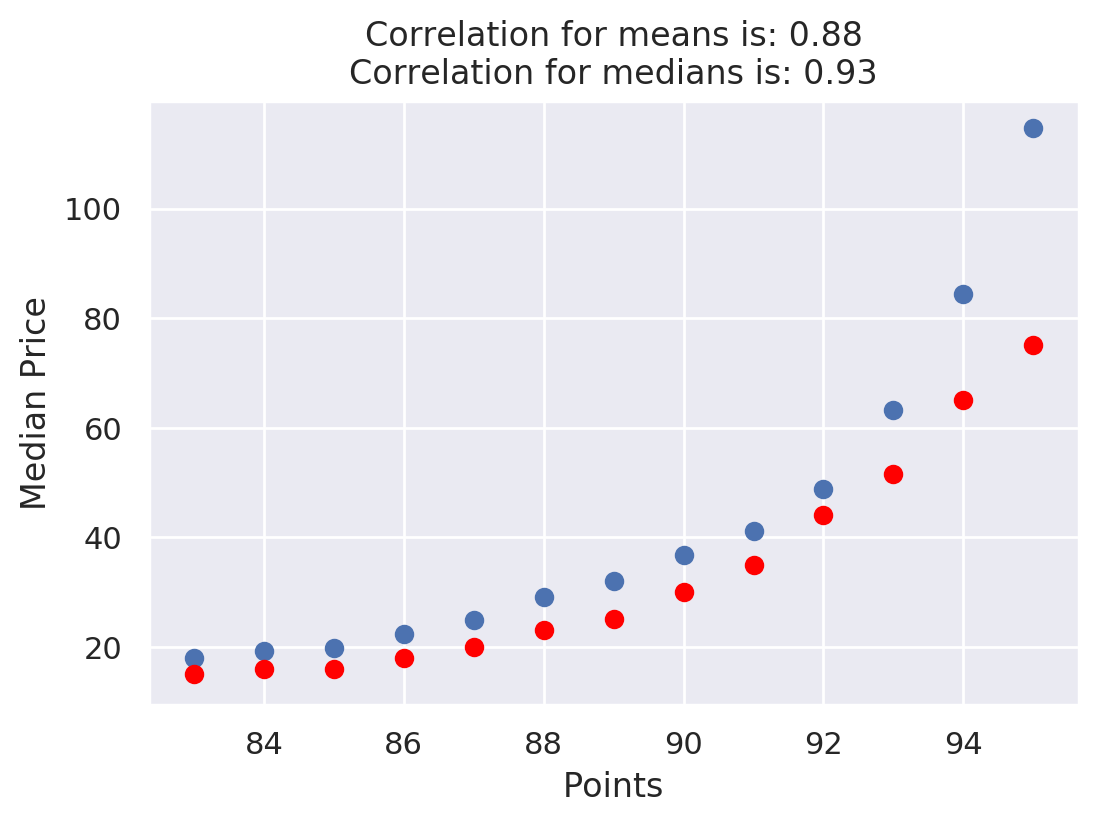 Correlation for means is: 0.88
Correlation for medians is: 0.93
Median Price
100
80
60
40
20
84 86 88 90 92 94
Points